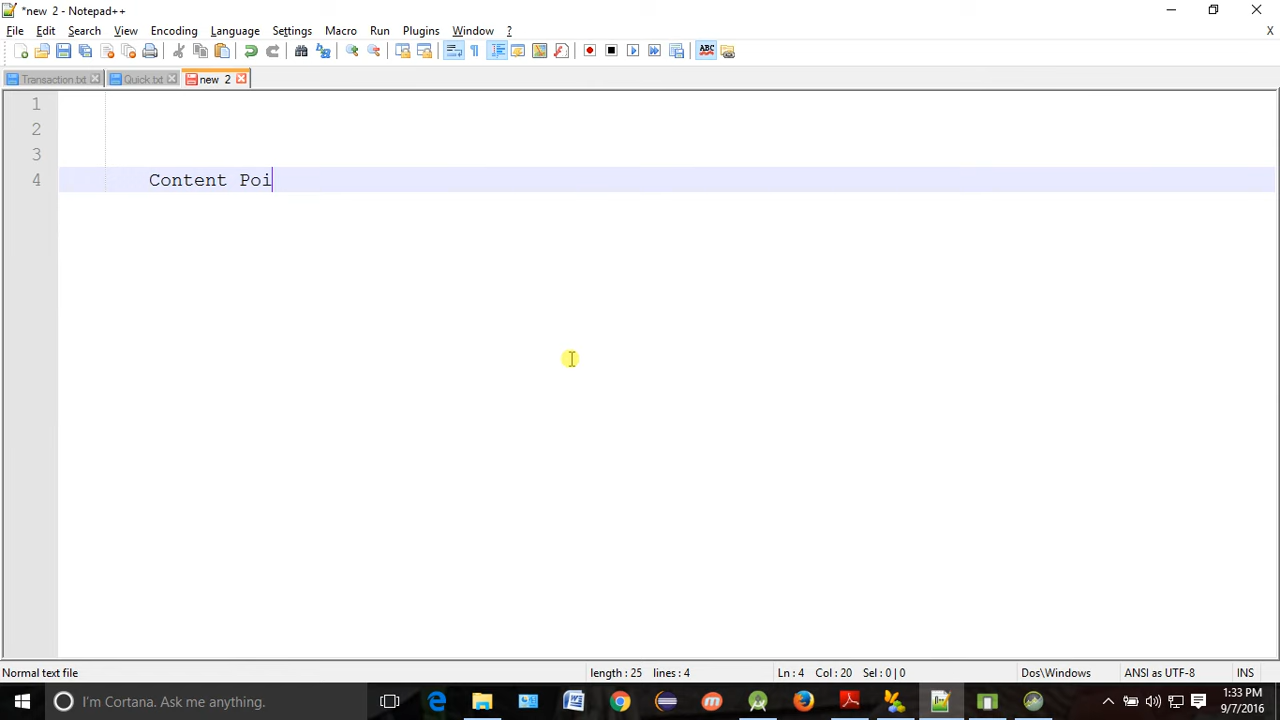 *new 2 - Notepad++
File Edit Search View Encoding Language Settings Macro Run Plugins Window ? X
Transaction.txt Quick.txt new 2
1
2
3
4 Content Poi
Normal text file length : 25 lines : 4 Ln : 4 Col : 20 Sel : 0 | 0 Dos\Windows ANSI as UTF-8 INS
I'm Cortana. Ask me anything. 1:33 PM
9/7/2016